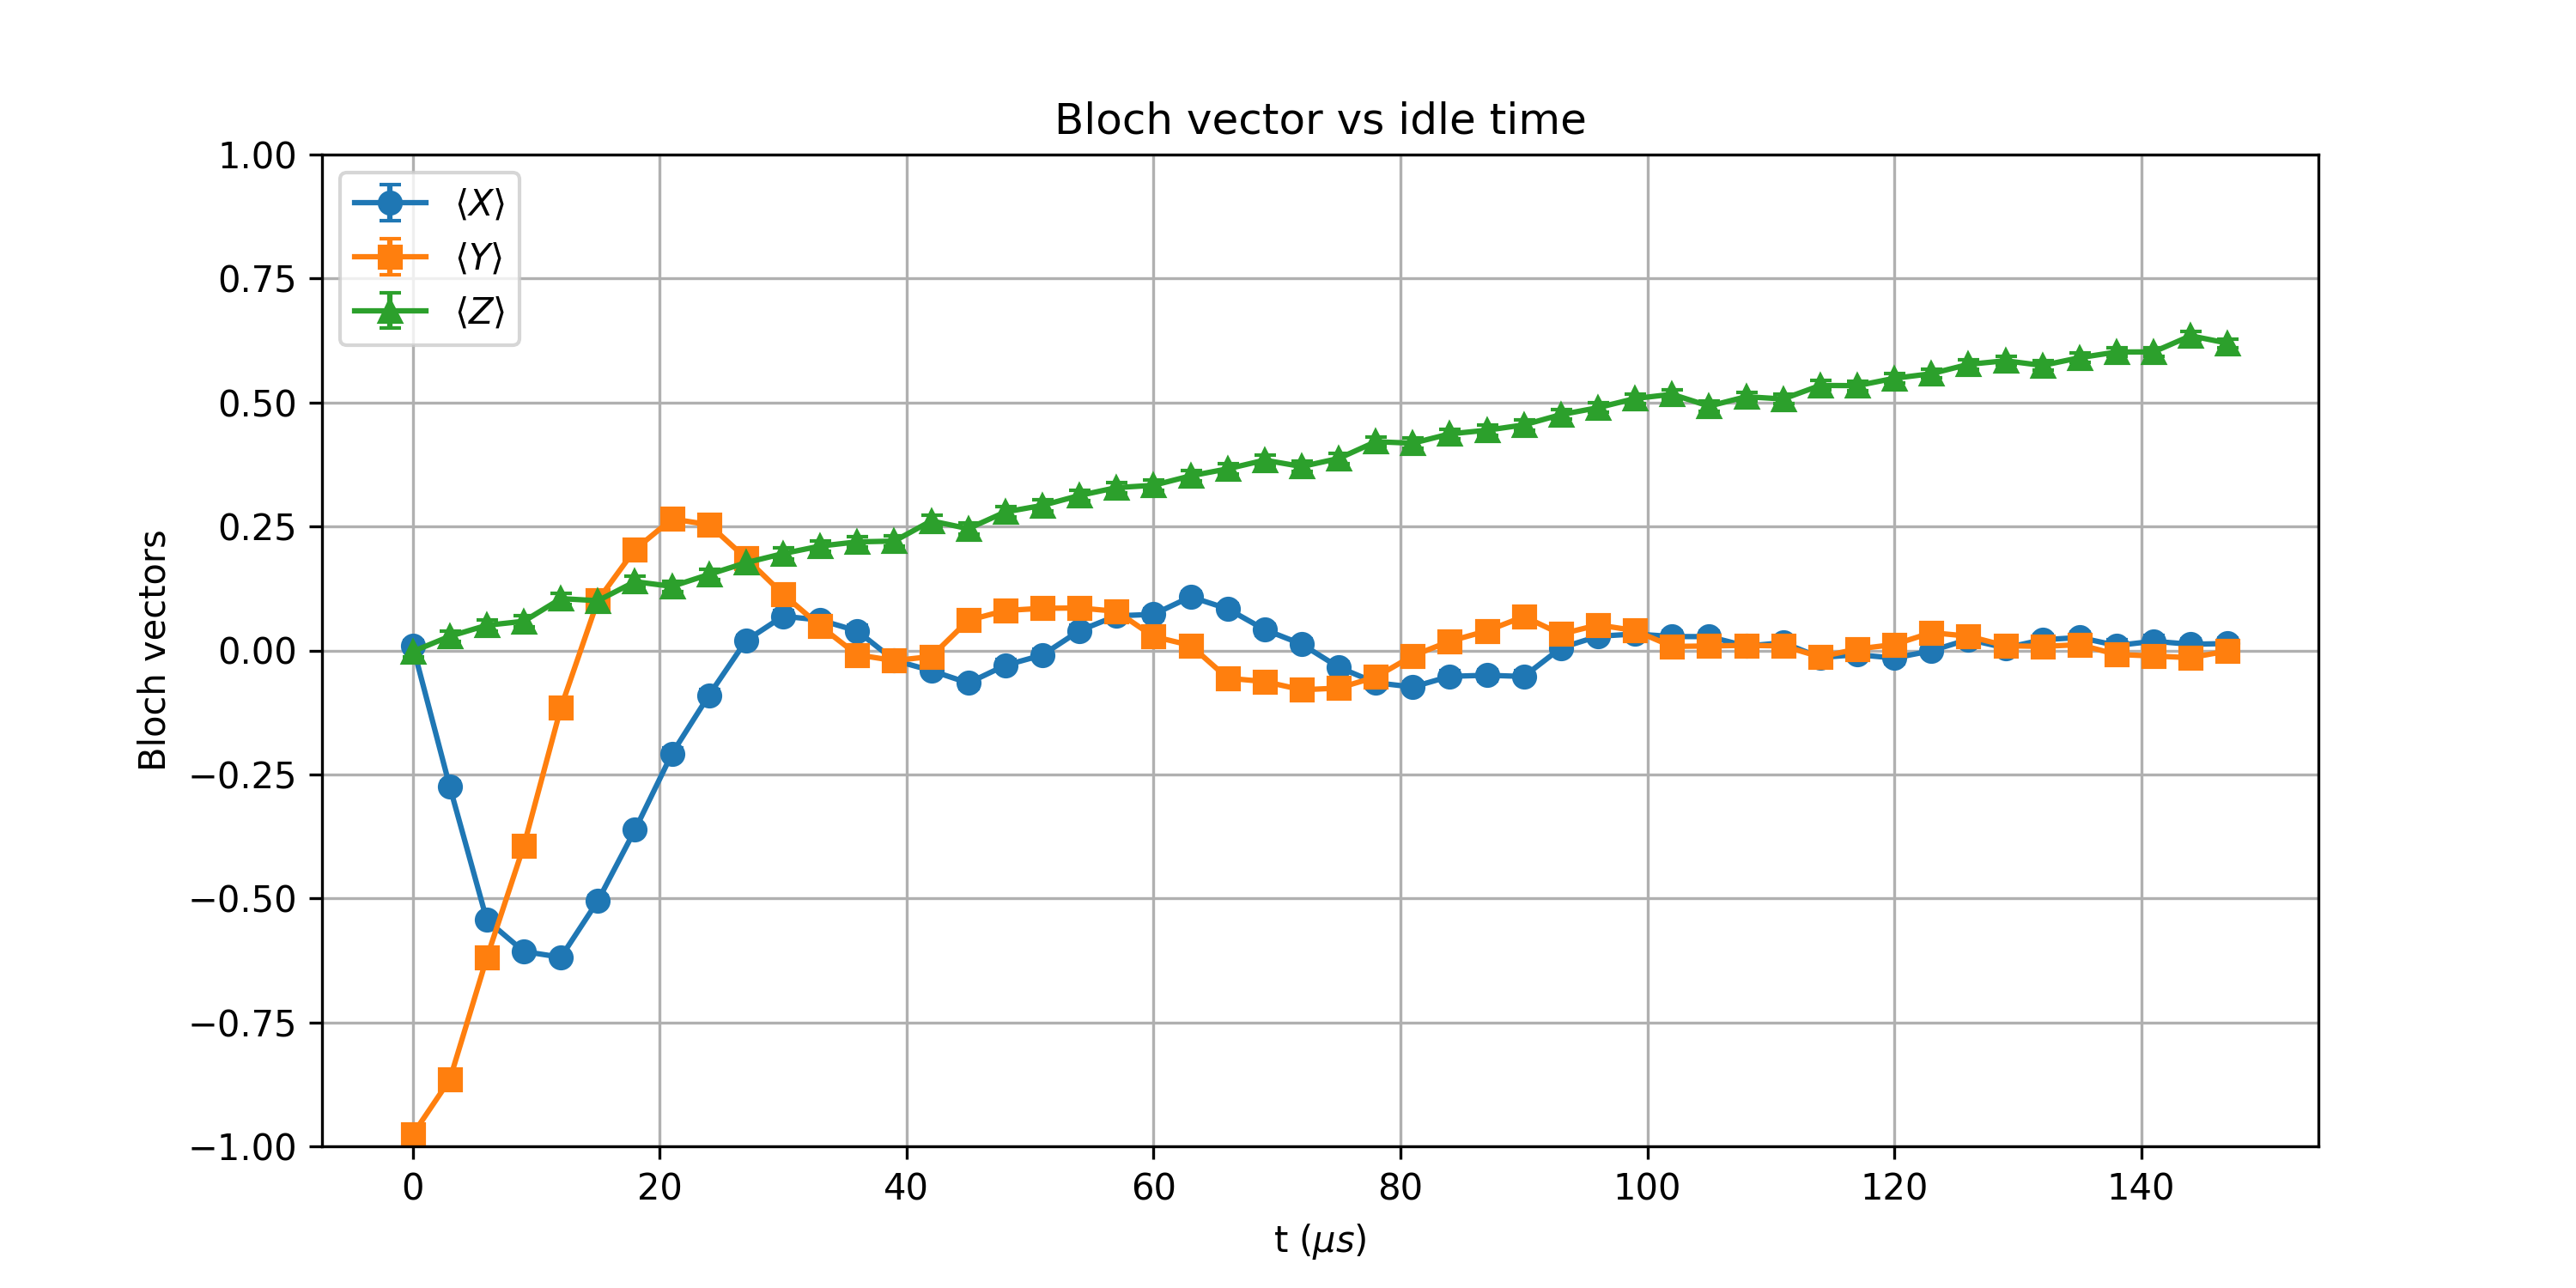 Bloch vector vs idle time
1.00
0.75
0.50
0.25
0.00
−0.25
−0.50
−0.75
−1.00
Bloch vectors
⟨X⟩
⟨Y⟩
⟨Z⟩
0 20 40 60 80 100 120 140
t (μs)